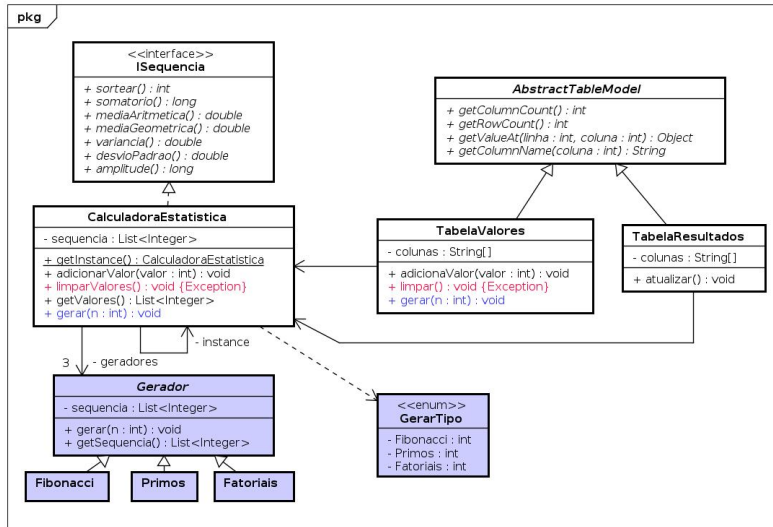 pkg
<<interface>>
ISequencia
+ sortear() : int
+ somatorio() : long
+ mediaAritmetica() : double
+ mediaGeometrica() : double
+ variancia() : double
+ desvioPadrao() : double
+ amplitude() : long
AbstractTableModel
+ getColumnCount() : int
+ getRowCount() : int
+ getValueAt(linha : int, coluna : int) : Object
+ getColumnName(coluna : int) : String
CalculadoraEstatistica
- sequencia : List<Integer>
+ getInstance() : CalculadoraEstatistica
+ adicionarValor(valor : int) : void
+ limparValores() : void {Exception}
+ getValores() : List<Integer>
+ gerar(n : int) : void
TabelaValores
- colunas : String[]
+ adicionaValor(valor : int) : void
+ limpar() : void {Exception}
+ gerar(n : int) : void
TabelaResultados
- colunas : String[]
+ atualizar() : void
- instance
3
- geradores
Gerador
- sequencia : List<Integer>
+ gerar(n : int) : void
+ getSequencia() : List<Integer>
<<enum>>
GerarTipo
- Fibonacci : int
- Primos : int
- Fatoriais : int
Fibonacci
Primos
Fatoriais